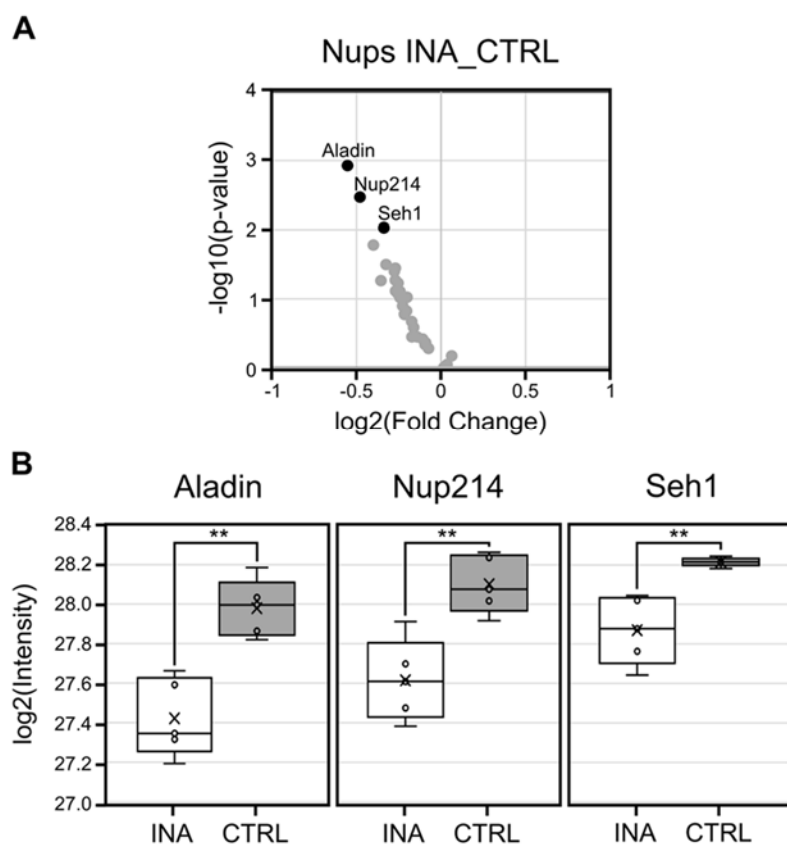 A
Nups INA_CTRL
4
3
2
1
0
-log10(p-value)
Aladin
Nup214
Seh1
-1
-0.5
0
0.5
1
log2(Fold Change)
B
Aladin
Nup214
Seh1
28.4
28.2
28.0
27.8
27.6
27.4
27.2
27.0
log2(Intensity)
**
**
**
INA CTRL
INA CTRL
INA CTRL